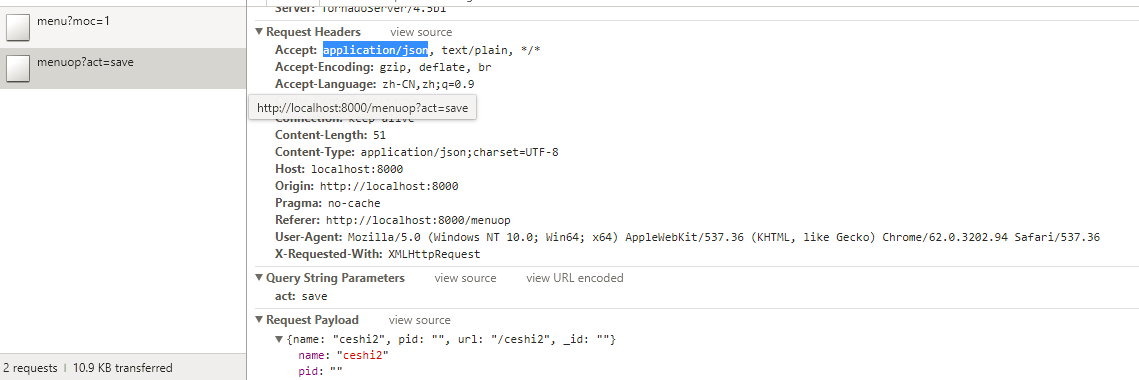 menu?moc=1
menuop?act=save
Server: TornadoServer/4.5b1
Request Headers view source
Accept: application/json, text/plain, */*
Accept-Encoding: gzip, deflate, br
Accept-Language: zh-CN,zh;q=0.9
http://localhost:8000/menuop?act=save
Connection: keep-alive
Content-Length: 51
Content-Type: application/json;charset=UTF-8
Host: localhost:8000
Origin: http://localhost:8000
Pragma: no-cache
Referer: http://localhost:8000/menuop
User-Agent: Mozilla/5.0 (Windows NT 10.0; Win64; x64) AppleWebKit/537.36 (KHTML, like Gecko) Chrome/62.0.3202.94 Safari/537.36
X-Requested-With: XMLHttpRequest
Query String Parameters view source view URL encoded
act: save
Request Payload view source
{name: "ceshi2", pid: "", url: "/ceshi2", _id: ""}
name: "ceshi2"
pid: ""
2 requests | 10.9 KB transferred